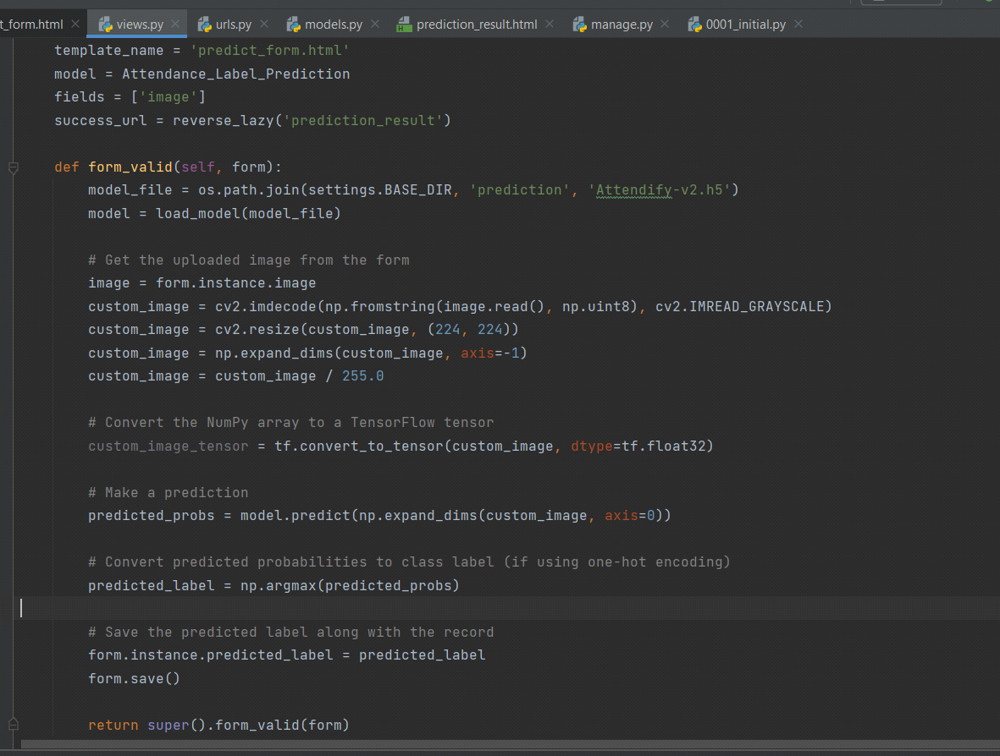 t_form.html views.py urls.py models.py prediction_result.html manage.py 0001_initial.py
template_name = 'predict_form.html'
model = Attendance_Label_Prediction
fields = ['image']
success_url = reverse_lazy('prediction_result')
def form_valid(self, form):
model_file = os.path.join(settings.BASE_DIR, 'prediction', 'Attendify-v2.h5')
model = load_model(model_file)
# Get the uploaded image from the form
image = form.instance.image
custom_image = cv2.imdecode(np.fromstring(image.read(), np.uint8), cv2.IMREAD_GRAYSCALE)
custom_image = cv2.resize(custom_image, (224, 224))
custom_image = np.expand_dims(custom_image, axis=-1)
custom_image = custom_image / 255.0
# Convert the NumPy array to a TensorFlow tensor
custom_image_tensor = tf.convert_to_tensor(custom_image, dtype=tf.float32)
# Make a prediction
predicted_probs = model.predict(np.expand_dims(custom_image, axis=0))
# Convert predicted probabilities to class label (if using one-hot encoding)
predicted_label = np.argmax(predicted_probs)
# Save the predicted label along with the record
form.instance.predicted_label = predicted_label
form.save()
return super().form_valid(form)